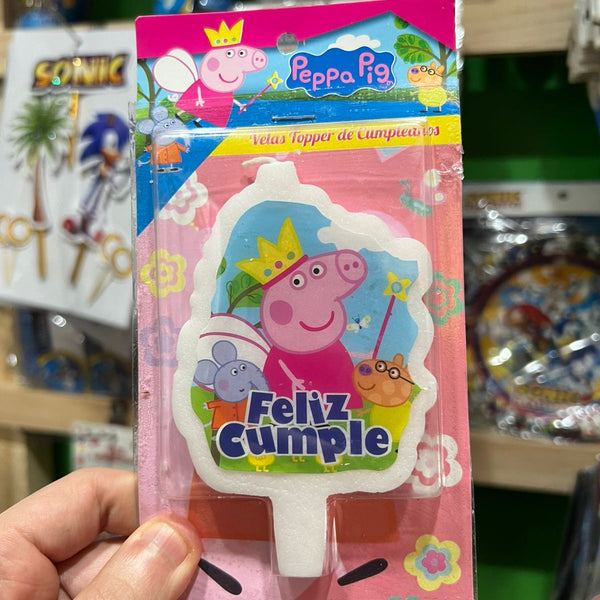 SONIC
Peppa Pig
Velas Topper de Cumpleaños
Feliz
cumple